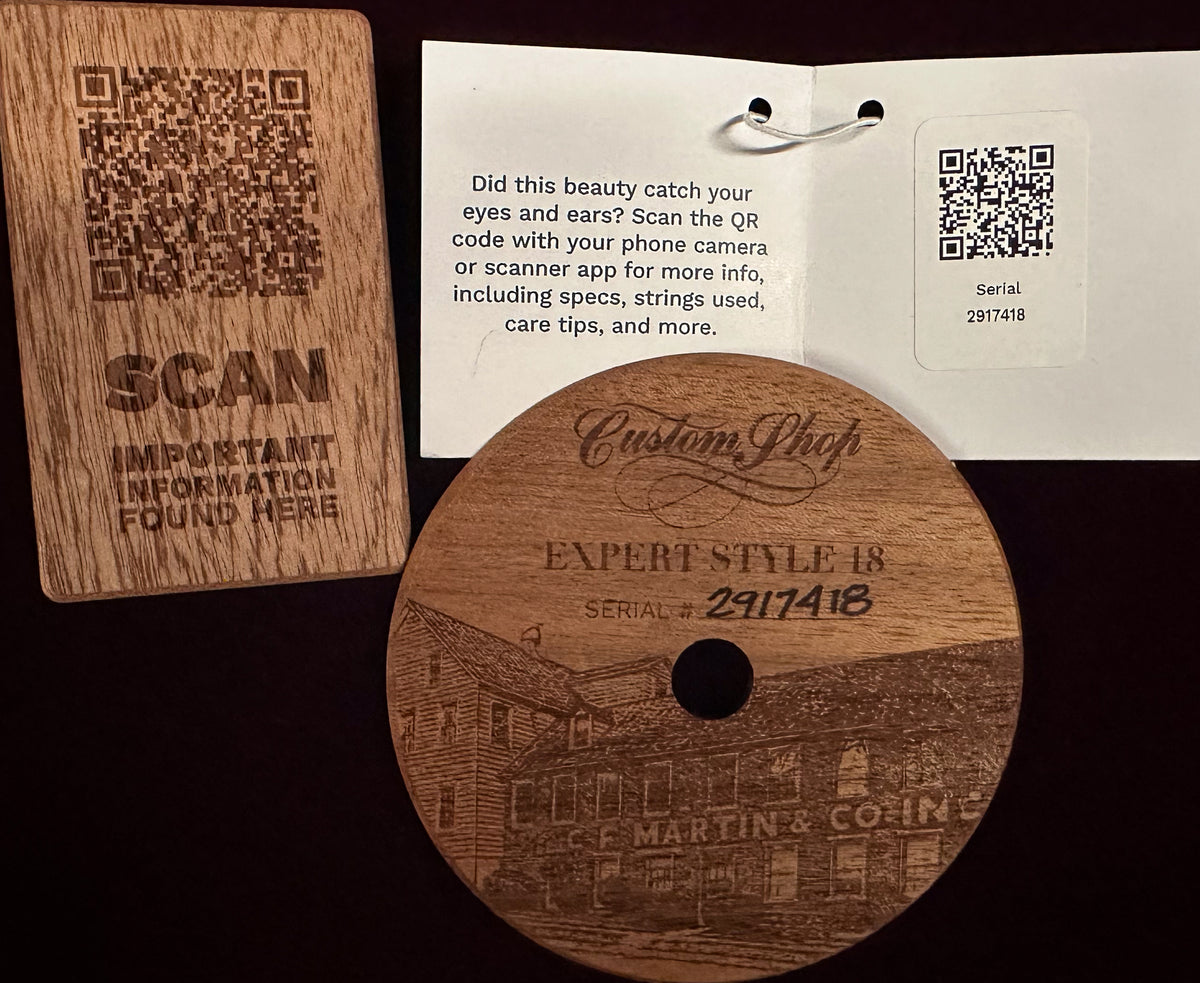 SCAN
IMPORTANT
INFORMATION
FOUND HERE
Did this beauty catch your
eyes and ears? Scan the QR
code with your phone camera
or scanner app for more info,
including specs, strings used,
care tips, and more.
Serial
2917418
Custom Shop
EXPERT STYLE 18
SERIAL # 2917418
C F MARTIN & CO-INC